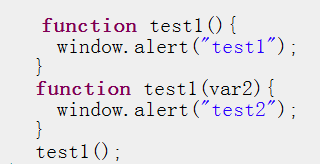 function test1(){
window.alert("test1");
}
function test1(var2){
window.alert("test2");
}
test1();